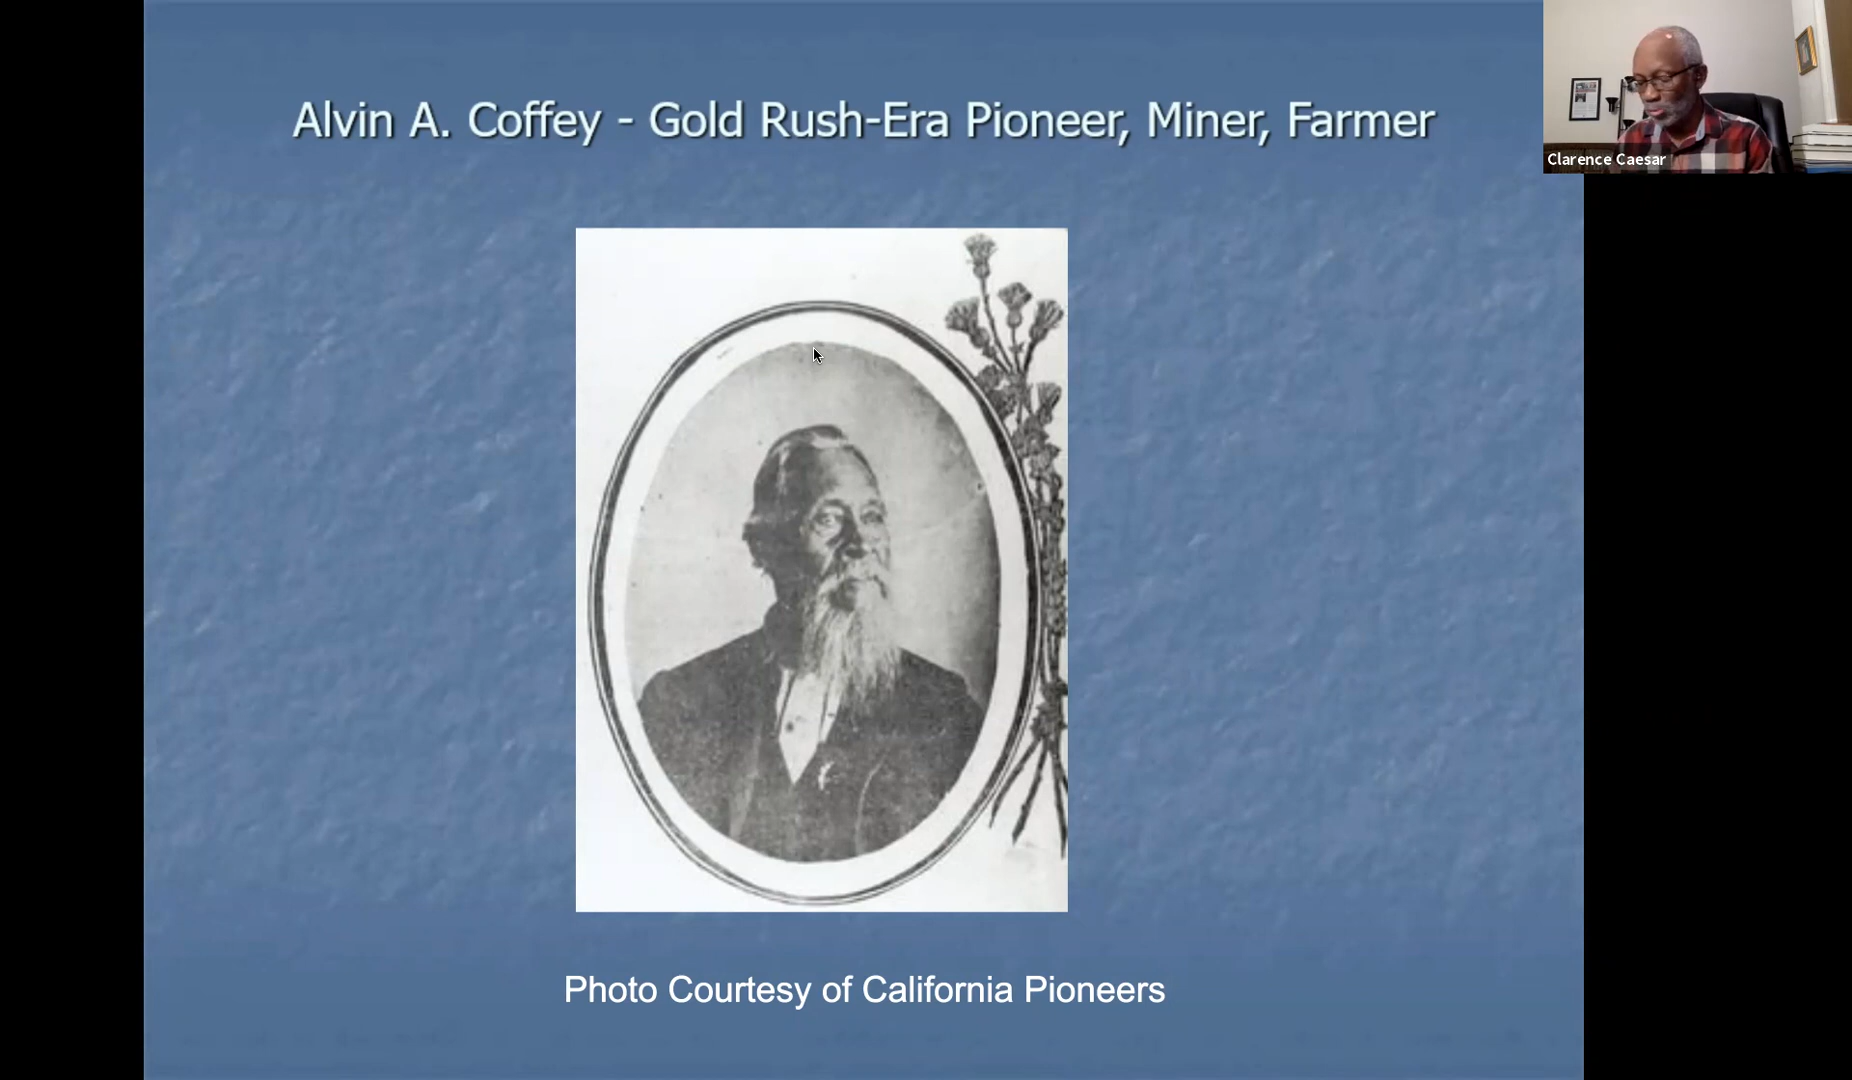 Alvin A. Coffey - Gold Rush-Era Pioneer, Miner, Farmer
Clarence Caesar
Photo Courtesy of California Pioneers